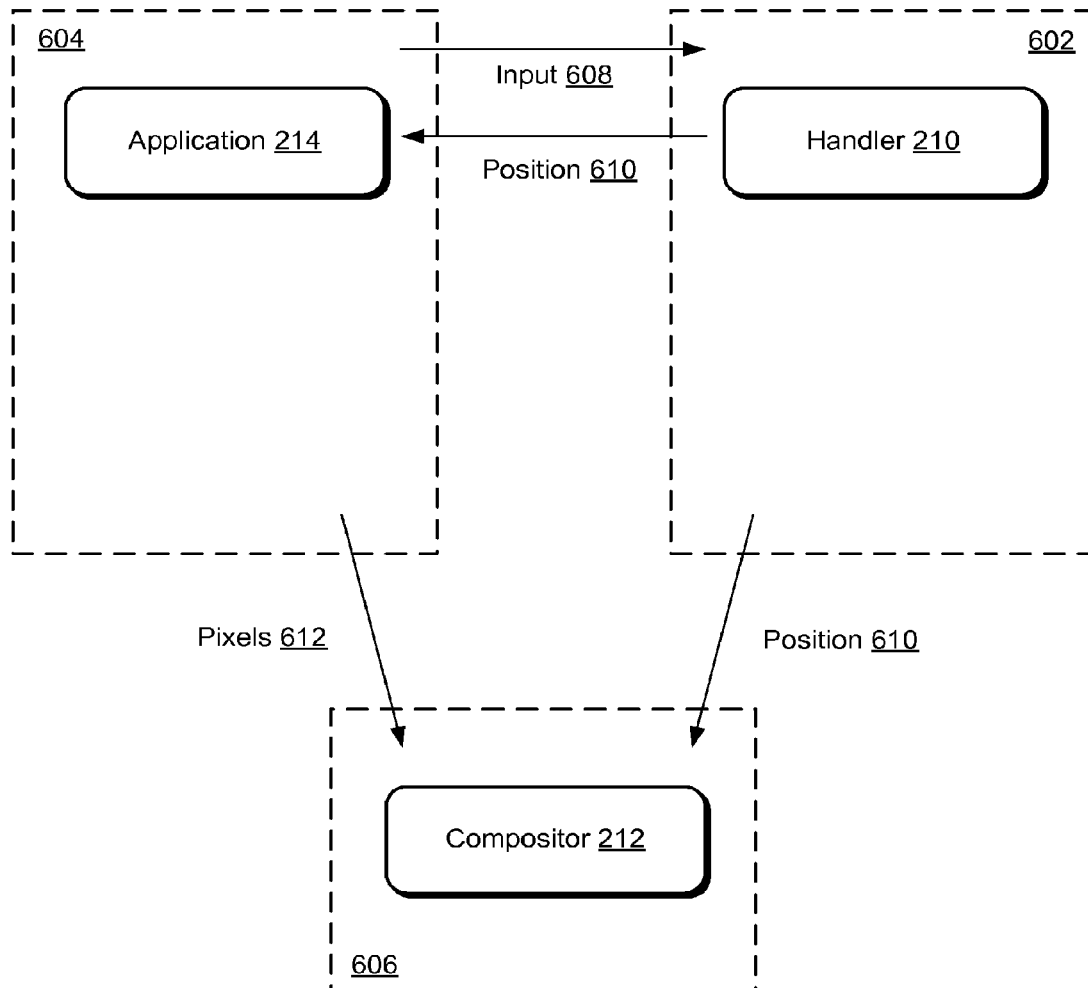 604
602
Input 608
Application 214
Handler 210
Position 610
Pixels 612
Position 610
Compositor 212
606